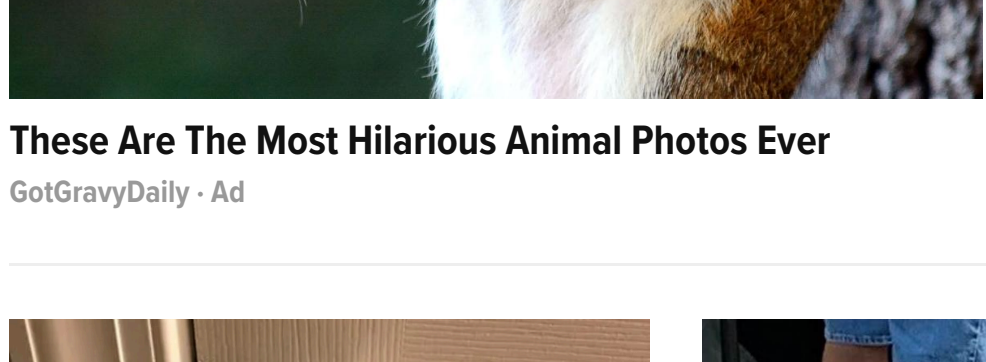 These Are The Most Hilarious Animal Photos Ever
GotGravyDaily · Ad